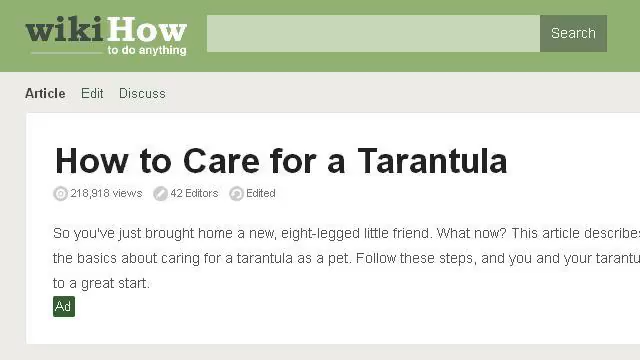 wikiHow
to do anything
Search
Article Edit Discuss
How to Care for a Tarantula
218,918 views 42 Editors Edited
So you've just brought home a new, eight-legged little friend. What now? This article describes
the basics about caring for a tarantula as a pet. Follow these steps, and you and your
to a great start.
Ad